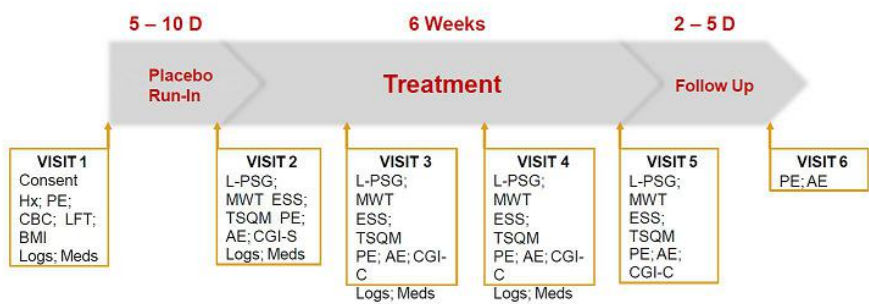 5 – 10 D
6 Weeks
2 – 5 D
Placebo
Run-In
Treatment
Follow Up
VISIT 1
Consent
Hx; PE;
CBC; LFT;
BMI
Logs; Meds
VISIT 2
L-PSG;
MWT ESS;
TSQM PE;
AE; CGI-S
Logs; Meds
VISIT 3
L-PSG;
MWT
ESS;
TSQM
PE; AE; CGI-
C
Logs; Meds
VISIT 4
L-PSG;
MWT
ESS;
TSQM
PE; AE; CGI-
C
Logs; Meds
VISIT 5
L-PSG;
MWT
ESS;
TSQM
PE; AE;
CGI-C
VISIT 6
PE; AE